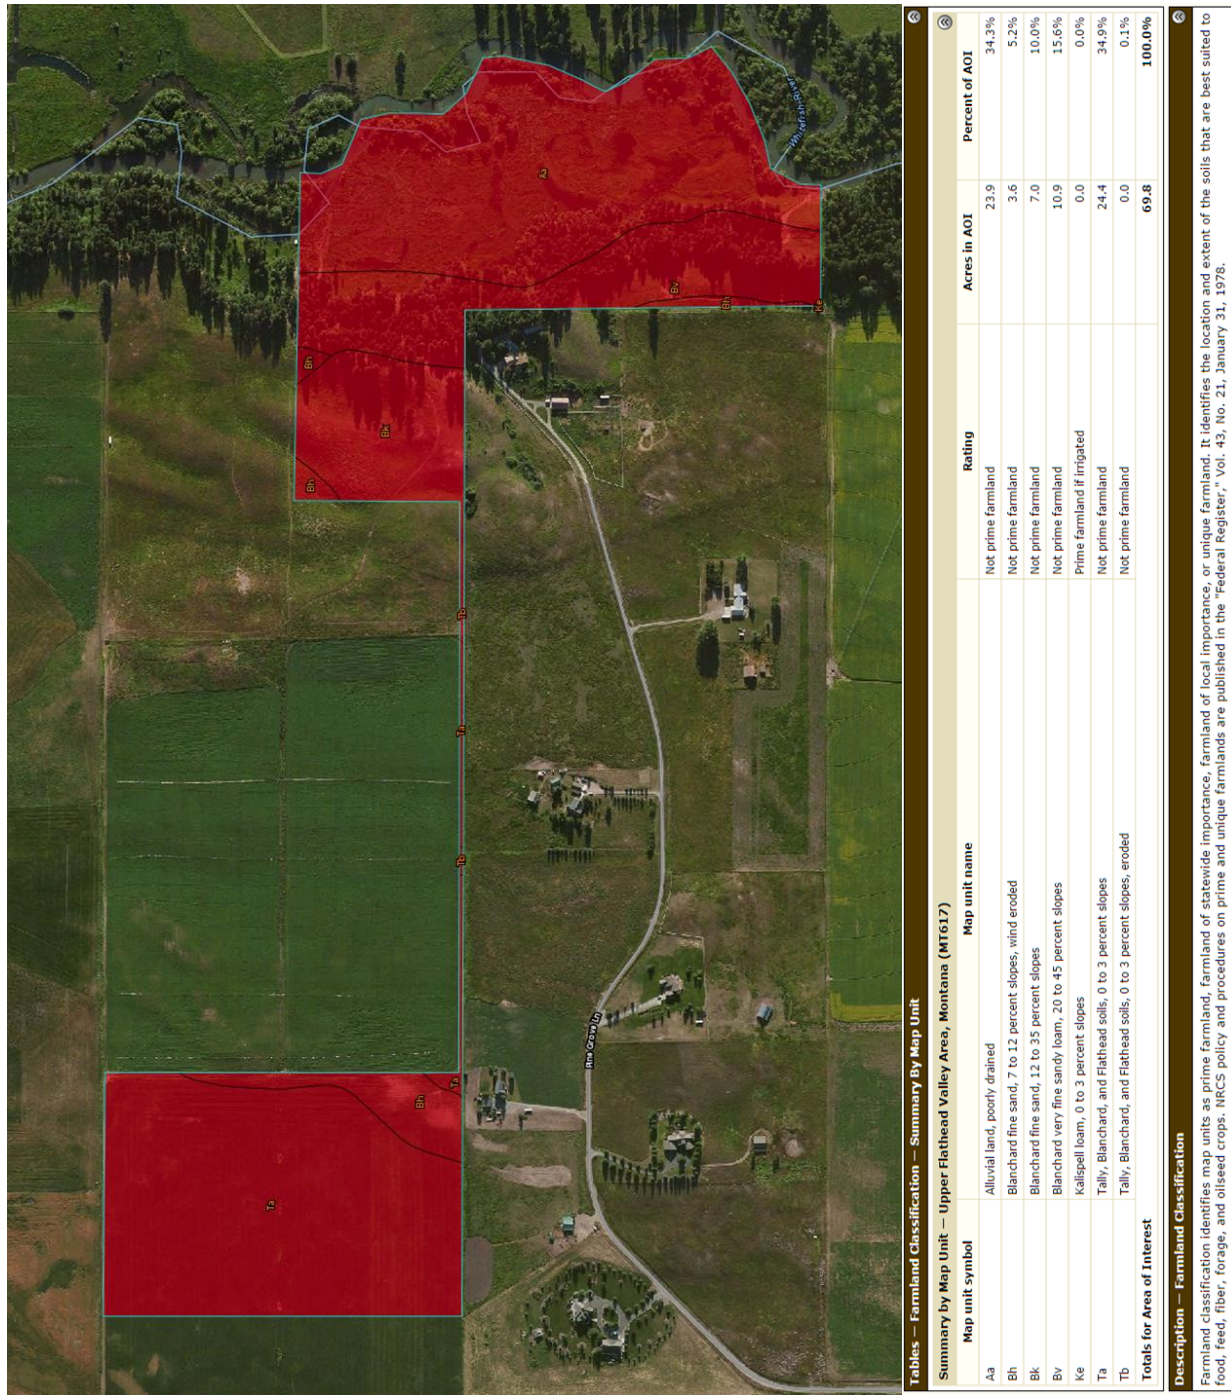 Whitefish River
Aa
Bv
Bh
Ke
Bh
Bk
Bh
Tb
Ta
Tb
Pine Grove Ln
Ta
Bh
Ta
Tables — Farmland Classification — Summary By Map Unit
Summary by Map Unit — Upper Flathead Valley Area, Montana (MT617)
Map unit symbol Map unit name Rating Acres in AOI Percent of AOI
Aa Alluvial land, poorly drained Not prime farmland 23.9 34.3%
Bh Blanchard fine sand, 7 to 12 percent slopes, wind eroded Not prime farmland 3.6 5.2%
Bk Blanchard fine sand, 12 to 35 percent slopes Not prime farmland 7.0 10.0%
Bv Blanchard very fine sandy loam, 20 to 45 percent slopes Not prime farmland 10.9 15.6%
Ke Kalispell loam, 0 to 3 percent slopes Prime farmland if irrigated 0.0 0.0%
Ta Tally, Blanchard, and Flathead soils, 0 to 3 percent slopes Not prime farmland 24.4 34.9%
Tb Tally, Blanchard, and Flathead soils, 0 to 3 percent slopes, eroded Not prime farmland 0.0 0.1%
Totals for Area of Interest 69.8 100.0%
Description — Farmland Classification
Farmland classification identifies map units as prime farmland, farmland of statewide importance, farmland of local importance, or unique farmland. It identifies the location and extent of the soils that are best suited to
food, feed, fiber, forage, and oilseed crops. NRCS policy and procedures on prime and unique farmlands are published in the "Federal Register," Vol. 43, No. 21, January 31, 1978.